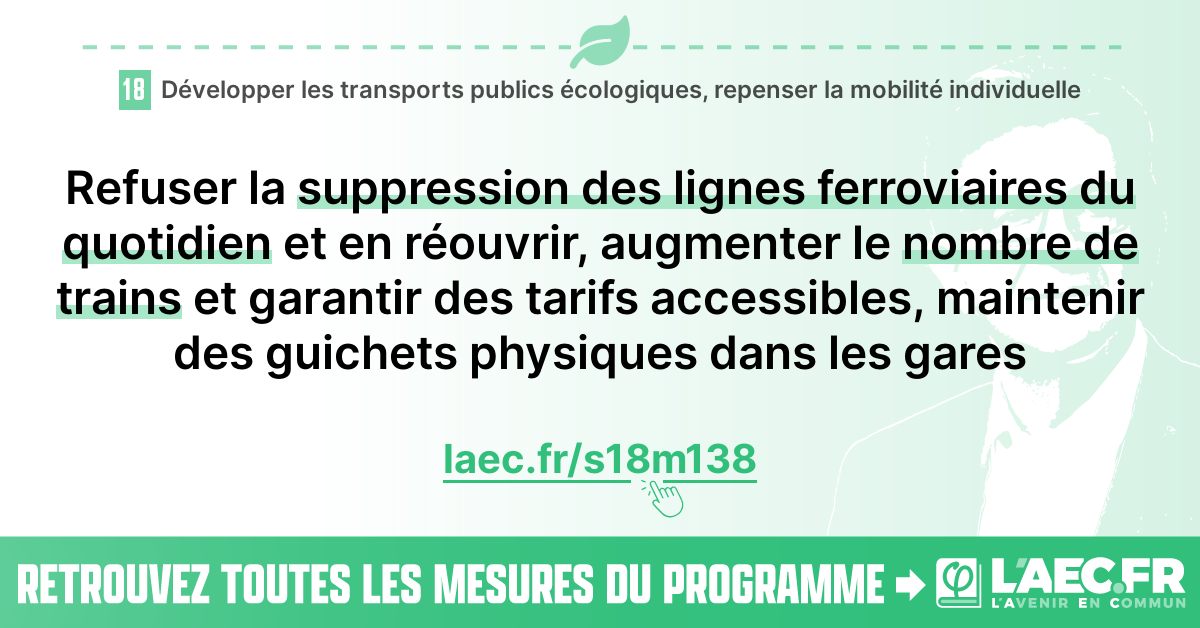 18 Développer les transports publics écologiques, repenser la mobilité individuelle
Refuser la suppression des lignes ferroviaires du
quotidien et en réouvrir, augmenter le nombre de
trains et garantir des tarifs accessibles, maintenir
des guichets physiques dans les gares
laec.fr/s18m138
RETROUVEZ TOUTES LES MESURES DU PROGRAMME
φ
L'AEC.FR
L'AVENIR EN COMMUN